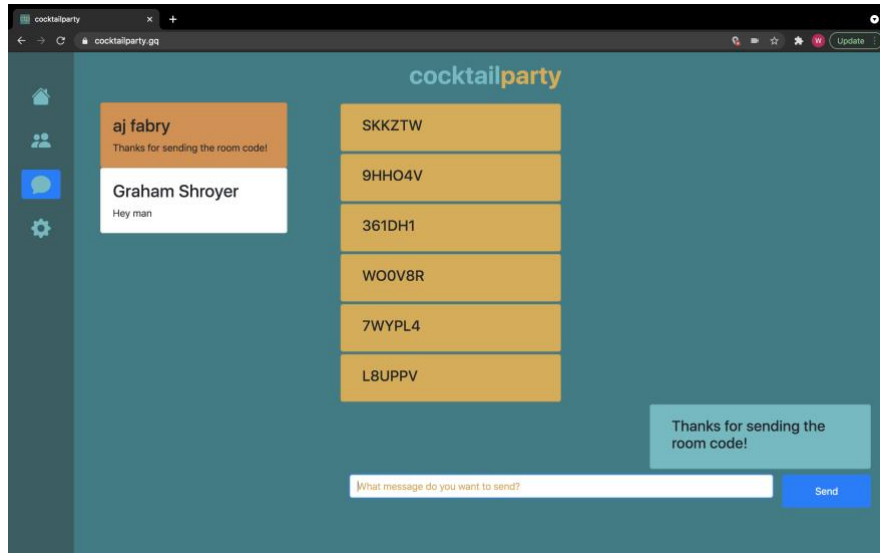 cocktailparty
cocktailparty.gq
W
Update
cocktailparty
aj fabry
Thanks for sending the room code!
Graham Shroyer
Hey man
SKKZTW
9HHO4V
361DH1
WO0V8R
7WYPL4
L8UPPV
Thanks for sending the
room code!
What message do you want to send?
Send